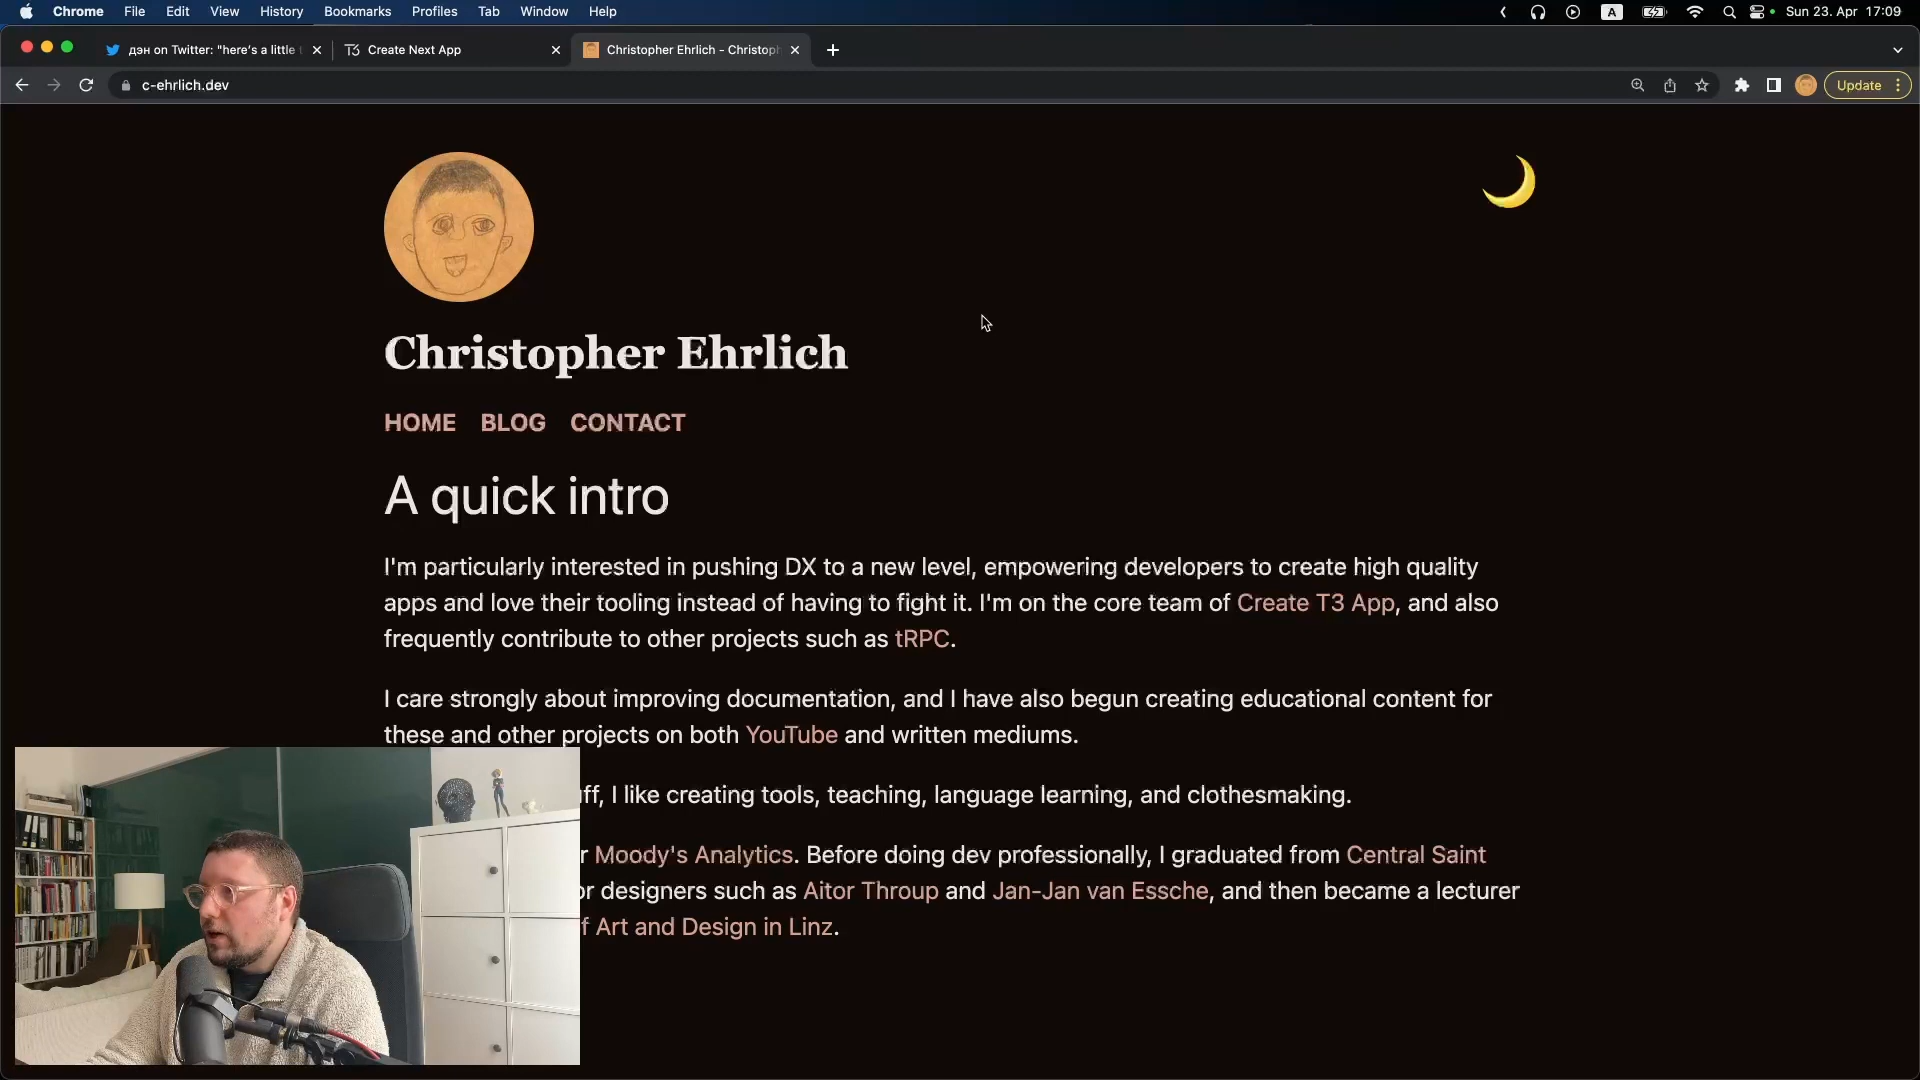 Chrome File Edit View History Bookmarks Profiles Tab Window Help
A
Sun 23. Apr 17:09
дэн on Twitter: "here's a little
Create Next App
Christopher Ehrlich - Christoph
c-ehrlich.dev
Update
Christopher Ehrlich
HOME BLOG CONTACT
A quick intro
I'm particularly interested in pushing DX to a new level, empowering developers to create high quality
apps and love their tooling instead of having to fight it. I'm on the core team of Create T3 App, and also
frequently contribute to other projects such as tRPC.
I care strongly about improving documentation, and I have also begun creating educational content for
these and other projects on both YouTube and written mediums.
ff, I like creating tools, teaching, language learning, and clothesmaking.
r Moody's Analytics. Before doing dev professionally, I graduated from Central Saint
or designers such as Aitor Throup and Jan-Jan van Essche, and then became a lecturer
f Art and Design in Linz.